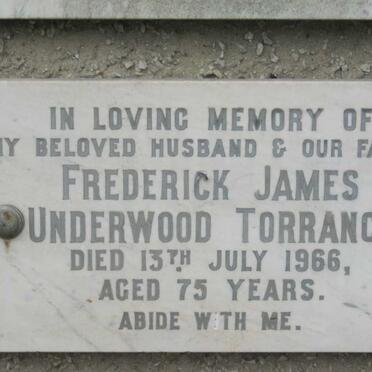 IN LOVING MEMORY OF
MY BELOVED HUSBAND & OUR FA
FREDERICK JAMES
UNDERWOOD TORRANC
DIED 13TH JULY 1966,
AGED 75 YEARS.
ABIDE W TH ME.